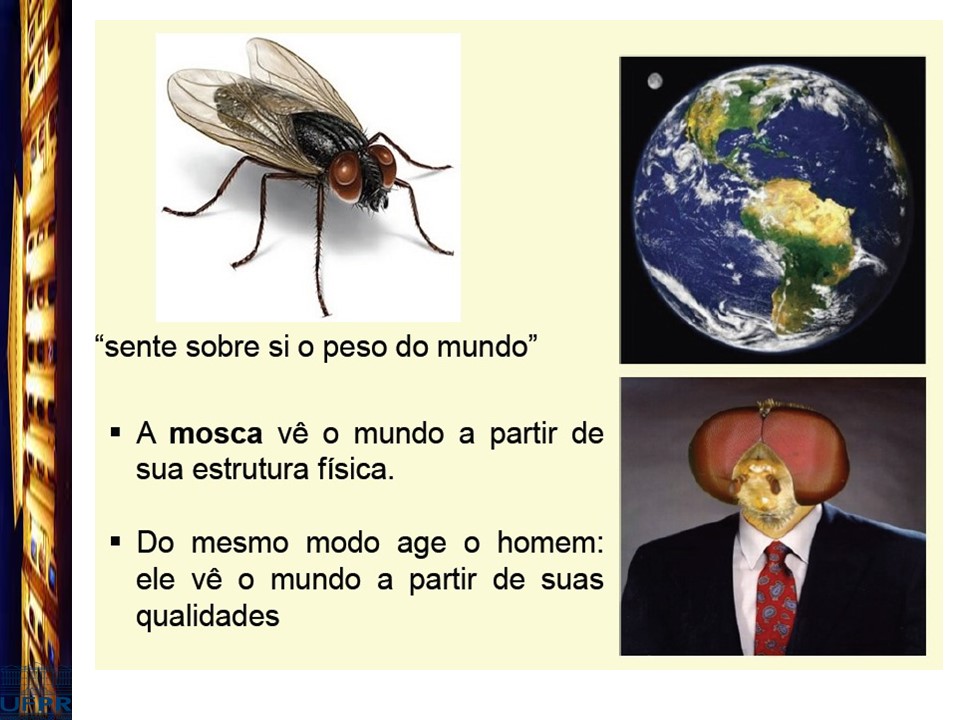 “sente sobre si o peso do mundo”
▪ A mosca vê o mundo a partir de
sua estrutura física.
▪ Do mesmo modo age o homem:
ele vê o mundo a partir de suas
qualidades
UFPR